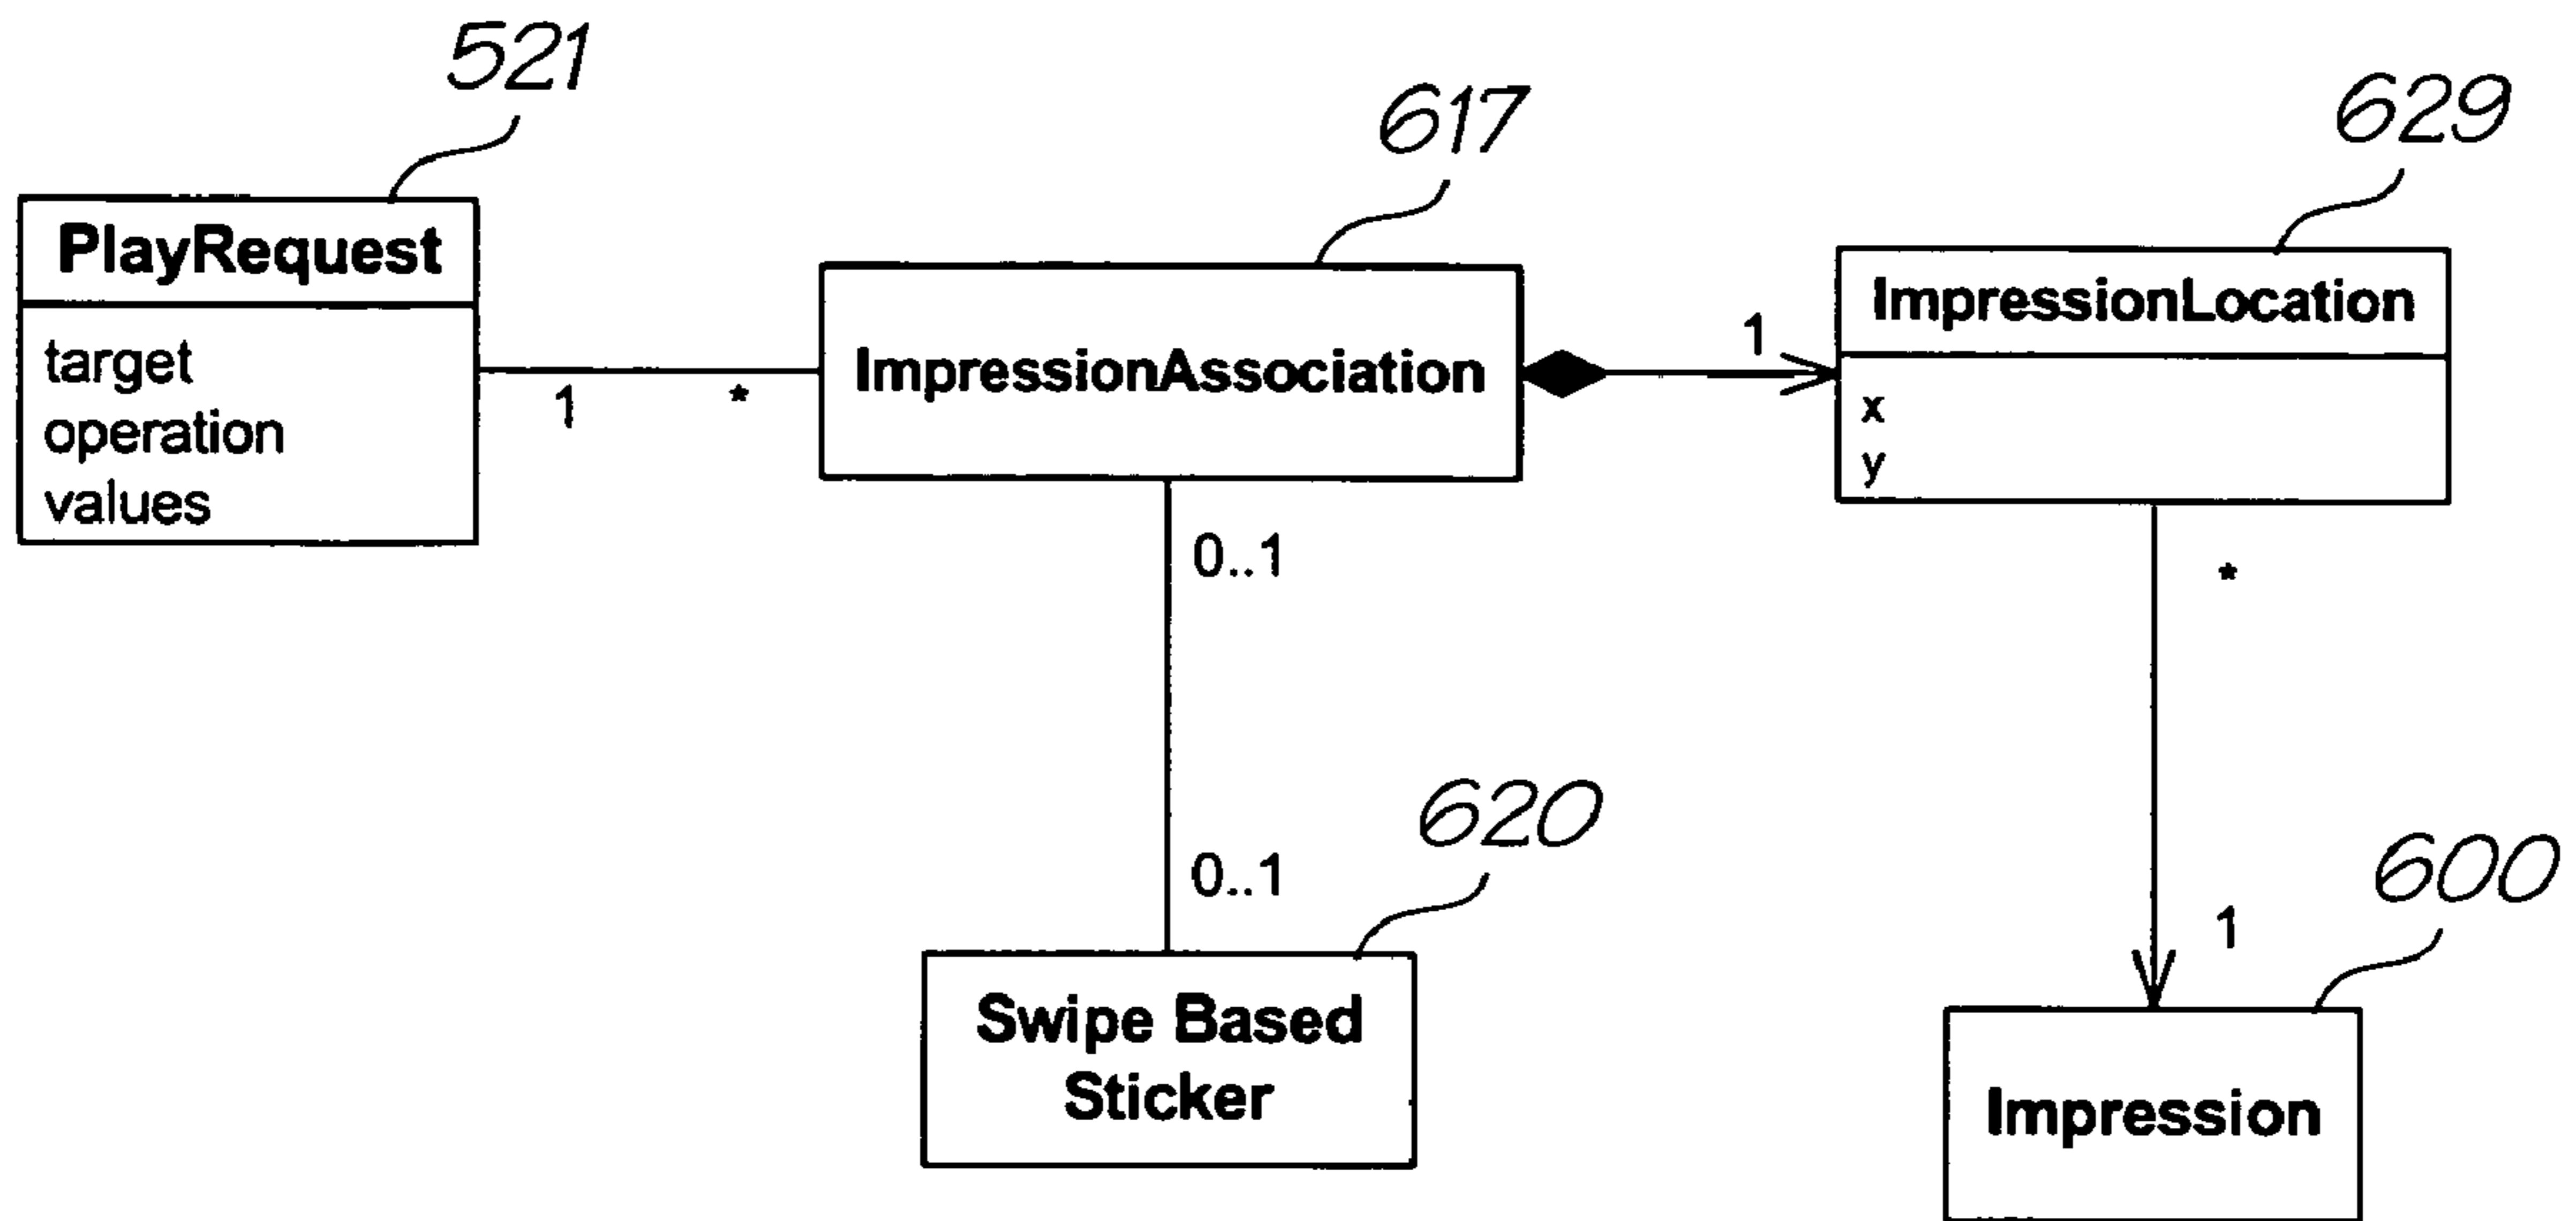 521
617
629
PlayRequest
target
operation
values
1
*
ImpressionAssociation
1
ImpressionLocation
x
y
0..1
*
0..1
620
1
600
Swipe Based
Sticker
Impression